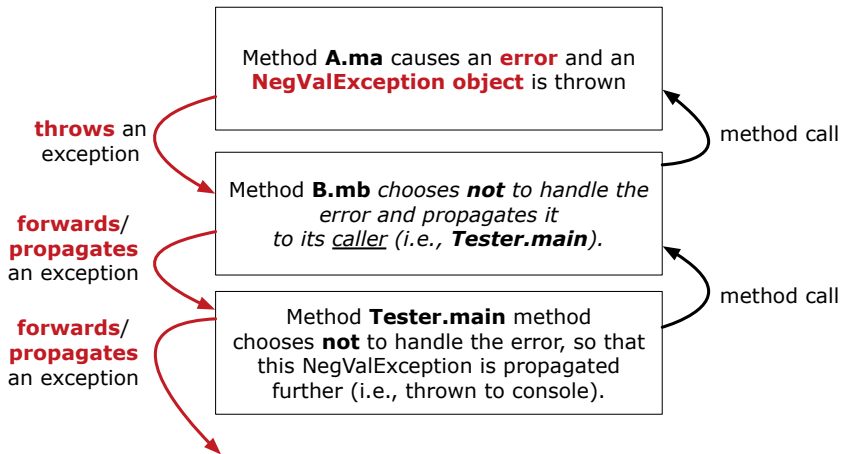 Method A.ma causes an error and an
NegValException object is thrown
throws an
exception
method call
Method B.mb chooses not to handle the
error and propagates it
to its caller (i.e., Tester.main).
forwards/
propagates
an exception
method call
Method Tester.main method
chooses not to handle the error, so that
this NegValException is propagated
further (i.e., thrown to console).
forwards/
propagates
an exception